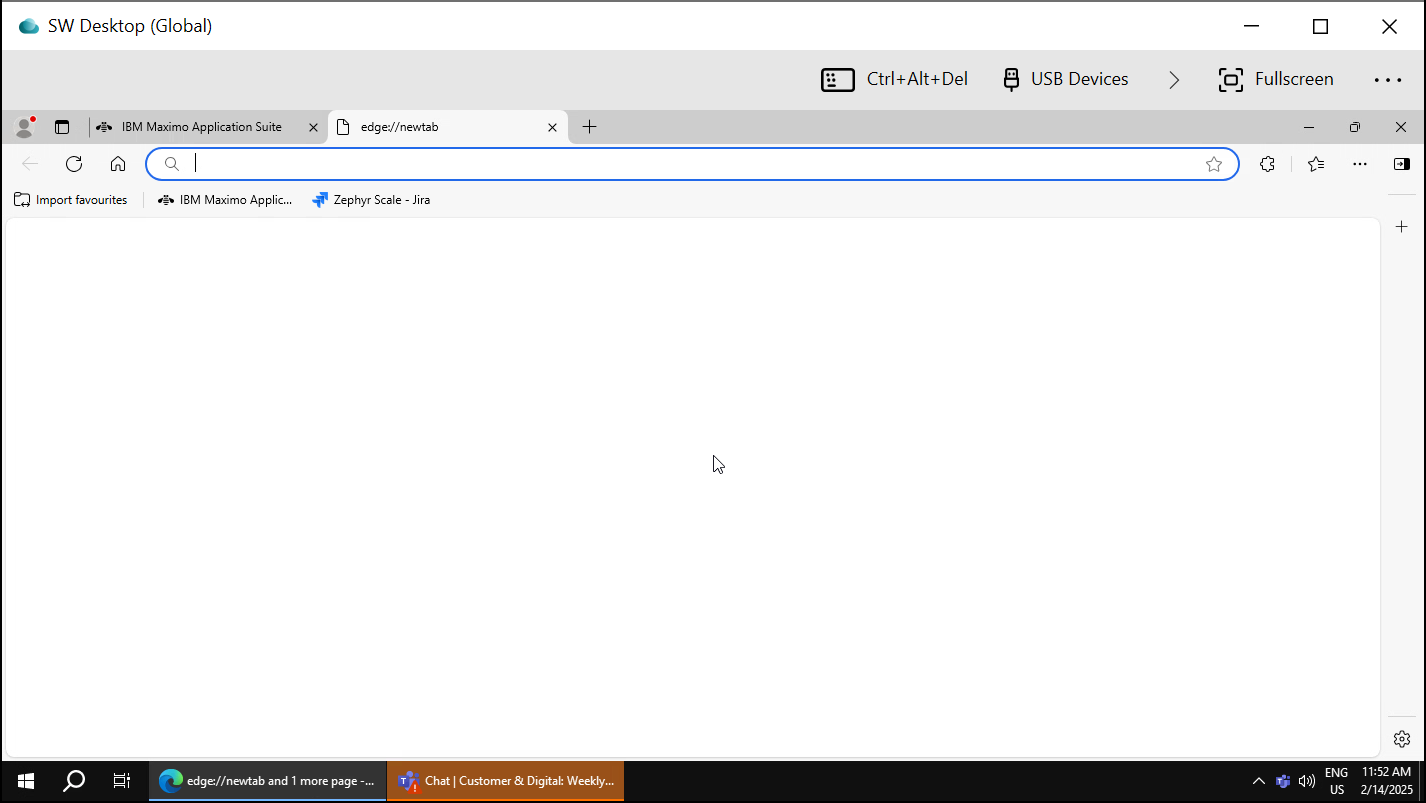 SW Desktop (Global)
Ctrl+Alt+Del
USB Devices
Fullscreen
IBM Maximo Application Suite
edge://newtab
Import favourites
IBM Maximo Applic...
Zephyr Scale - Jira
edge://newtab and 1 more page -...
Chat | Customer & Digital: Weekly...
ENG
US
11:52 AM
2/14/2025